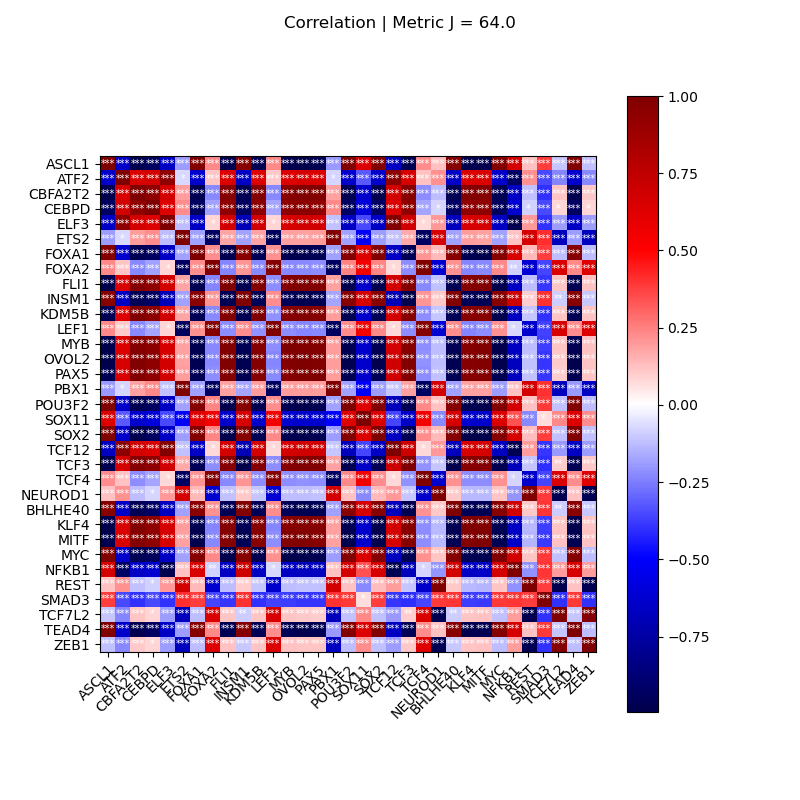 Correlation | Metric J = 64.0
ASCL1
ATF2
CBFA2T2
CEBPD
ELF3
ETS2
FOXA1
FOXA2
FLI1
INSM1
KDM5B
LEF1
MYB
OVOL2
PAX5
PBX1
POU3F2
SOX11
SOX2
TCF12
TCF3
TCF4
NEUROD1
BHLHE40
KLF4
MITF
MYC
NFKB1
REST
SMAD3
TCF7L2
TEAD4
ZEB1
ASCL1
ATF2
CBFA2T2
CEBPD
ELF3
ETS2
FOXA1
FOXA2
FLI1
INSM1
KDM5B
LEF1
MYB
OVOL2
PAX5
PBX1
POU3F2
SOX11
SOX2
TCF12
TCF3
TCF4
NEUROD1
BHLHE40
KLF4
MITF
MYC
NFKB1
REST
SMAD3
TCF7L2
TEAD4
ZEB1
1.00
0.75
0.50
0.25
0.00
−0.25
−0.50
−0.75